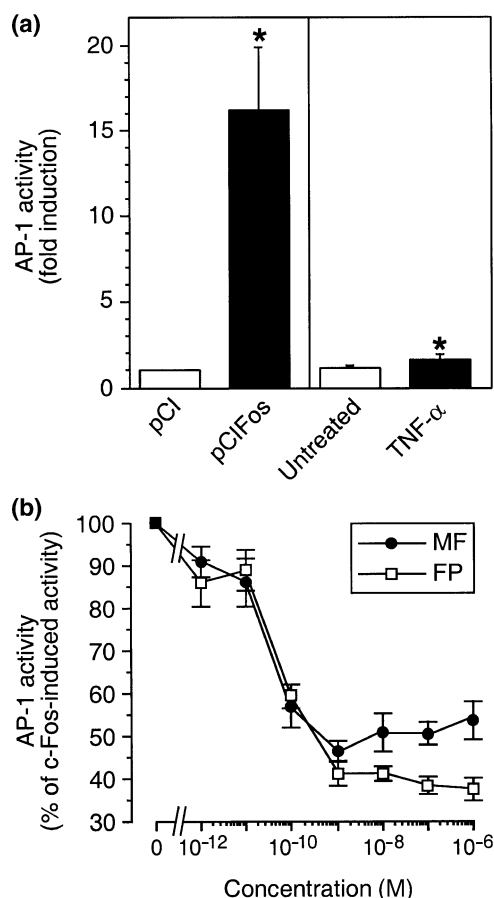 (a)
AP-1 activity
(fold induction)
20
15
10
5
0
*
*
pCI
pCIFos
Untreated
TNF-α
(b)
AP-1 activity
(% of c-Fos-induced activity)
100
90
80
70
60
50
40
30
MF
FP
0 10⁻¹² 10⁻¹⁰ 10⁻⁸ 10⁻⁶
Concentration (M)